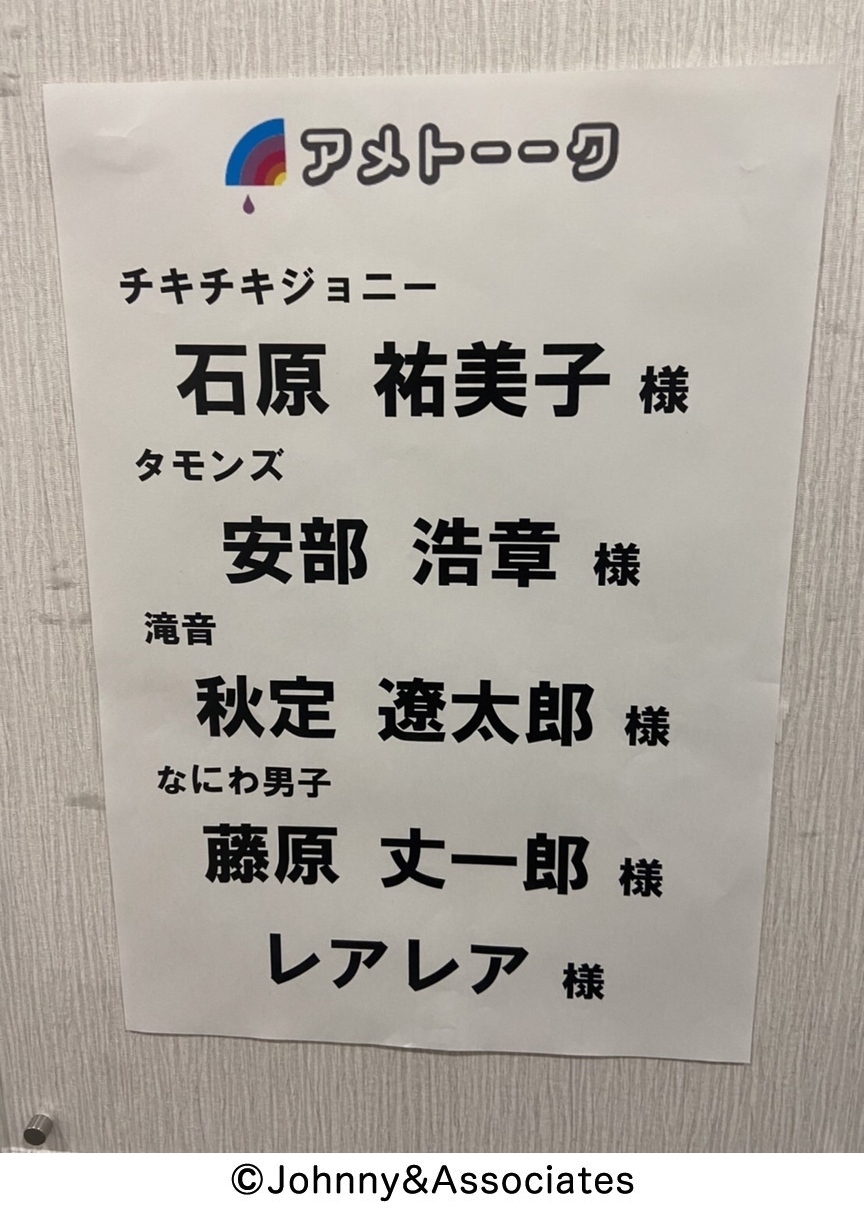 アメトーーク
チキチキジョニー
石原 祐美子 様
タモンズ
安部 浩章 様
滝音
秋定 遼太郎 様
なにわ男子
藤原 丈一郎 様
レアレア 様
©Johnny&Associates